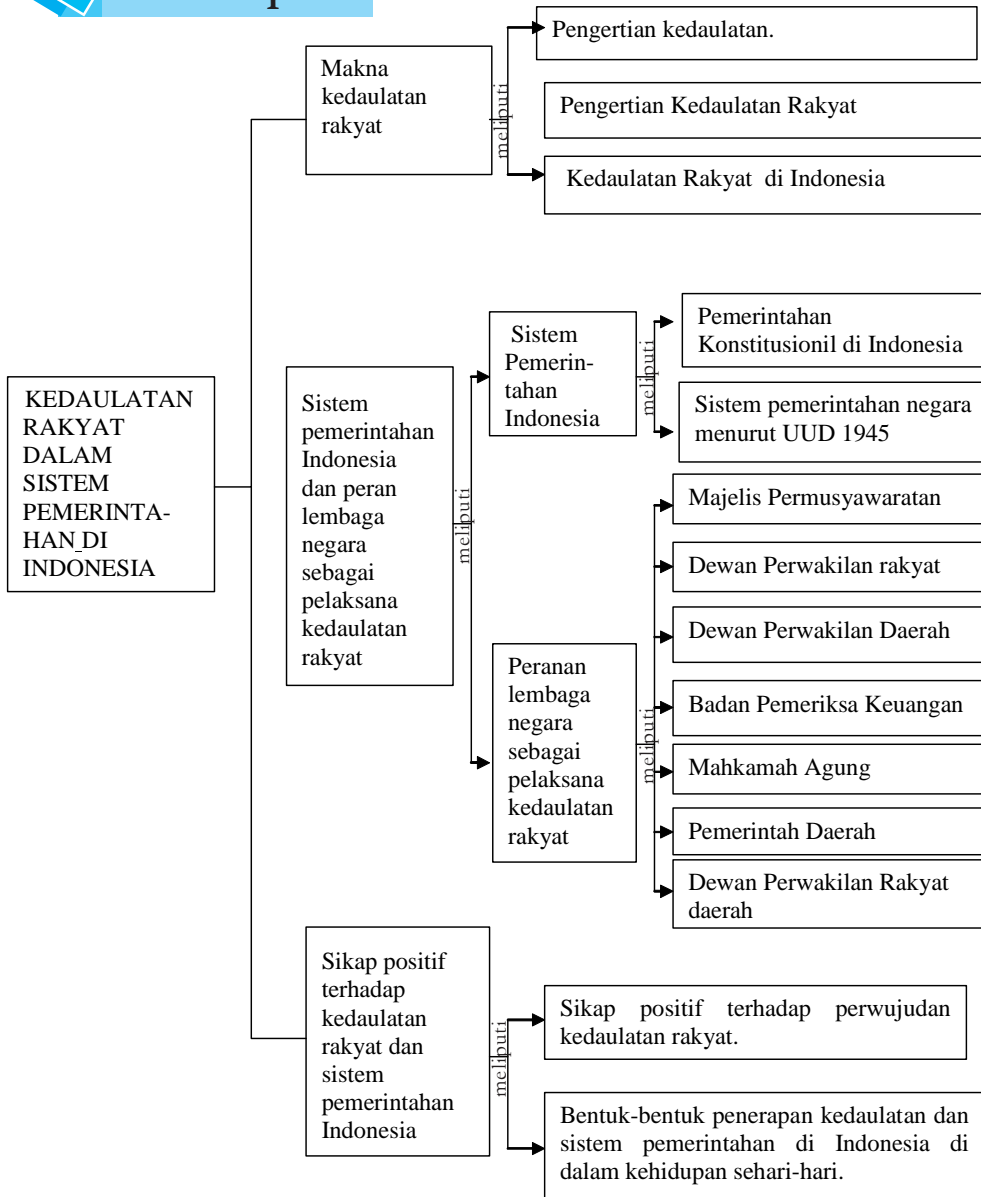 Makna
kedaulatan
rakyat
meliputi
Pengertian kedaulatan.
Pengertian Kedaulatan Rakyat
Kedaulatan Rakyat di Indonesia
KEDAULATAN
RAKYAT
DALAM
SISTEM
PEMERINTA-
HAN DI
INDONESIA
Sistem
pemerintahan
Indonesia
dan peran
lembaga
negara
sebagai
pelaksana
kedaulatan
rakyat
meliputi
Sistem
Pemerin-
tahan
Indonesia
meliputi
Pemerintahan
Konstitusionil di Indonesia
Sistem pemerintahan negara
menurut UUD 1945
Peranan
lembaga
negara
sebagai
pelaksana
kedaulatan
rakyat
meliputi
Majelis Permusyawaratan
Dewan Perwakilan rakyat
Dewan Perwakilan Daerah
Badan Pemeriksa Keuangan
Mahkamah Agung
Pemerintah Daerah
Dewan Perwakilan Rakyat
daerah
Sikap positif
terhadap
kedaulatan
rakyat dan
sistem
pemerintahan
Indonesia
meliputi
Sikap positif terhadap perwujudan
kedaulatan rakyat.
Bentuk-bentuk penerapan kedaulatan dan
sistem pemerintahan di Indonesia di
dalam kehidupan sehari-hari.